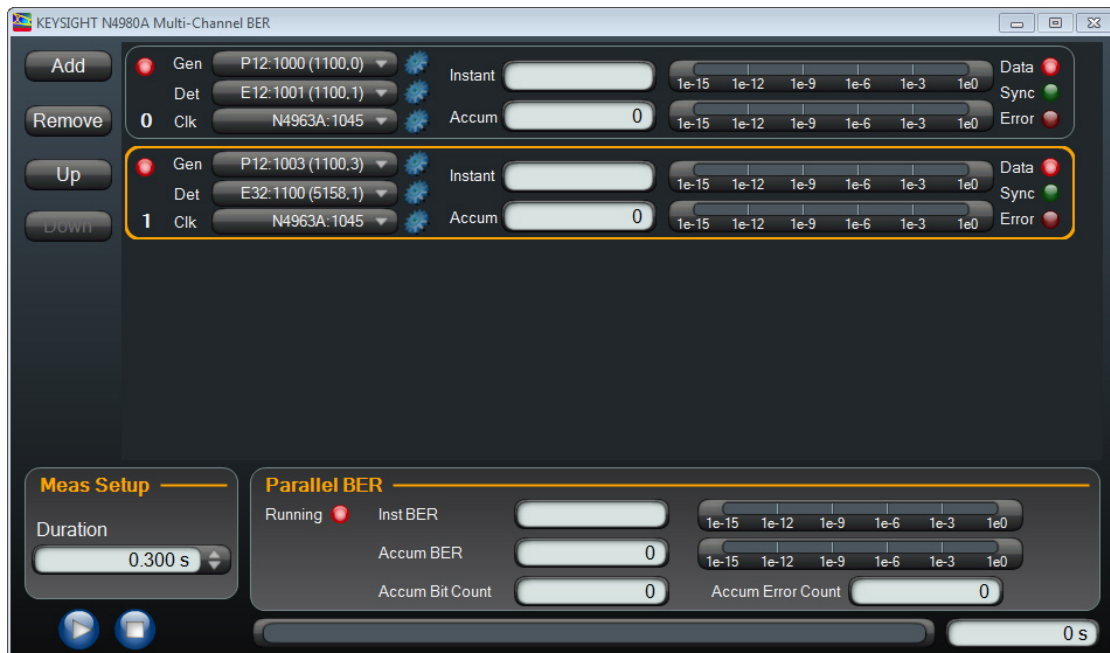 KEYSIGHT N4980A Multi-Channel BER
Add
Remove
Up
Down
Gen P12:1000 (1100,0) Instant 1e-15 1e-12 1e-9 1e-6 1e-3 1e0 Data
Det E12:1001 (1100,1) Sync
0 Clk N4963A:1045 Accum 0 1e-15 1e-12 1e-9 1e-6 1e-3 1e0 Error
Gen P12:1003 (1100,3) Instant 1e-15 1e-12 1e-9 1e-6 1e-3 1e0 Data
Det E32:1100 (5158,1) Sync
1 Clk N4963A:1045 Accum 0 1e-15 1e-12 1e-9 1e-6 1e-3 1e0 Error
Meas Setup
Duration
0.300 s
Parallel BER
Running Inst BER 1e-15 1e-12 1e-9 1e-6 1e-3 1e0
Accum BER 0 1e-15 1e-12 1e-9 1e-6 1e-3 1e0
Accum Bit Count 0 Accum Error Count 0
0 s